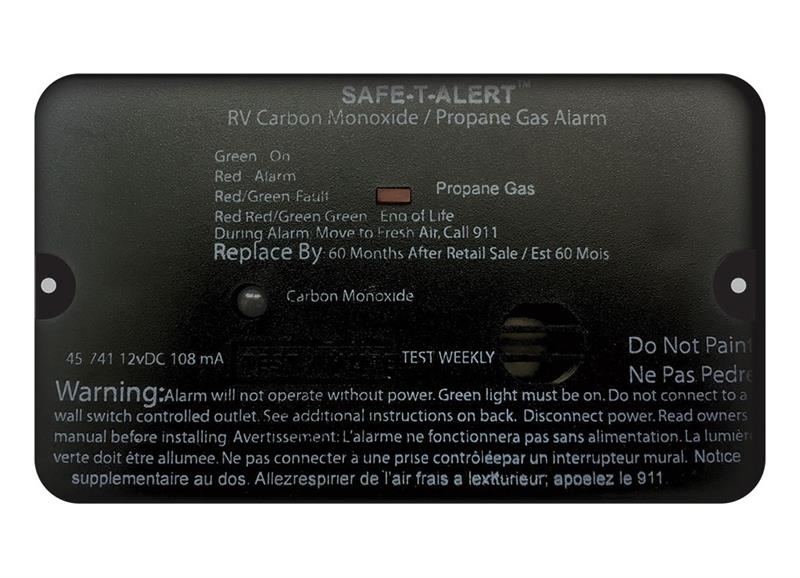 SAFE-T-ALERT™
RV Carbon Monoxide / Propane Gas Alarm
Green On
Red Alarm
Red/Green Fault
Propane Gas
Red Red/Green Green End of Life
During Alarm: Move to Fresh Air, Call 911
Replace By: 60 Months After Retail Sale / Est 60 Mois
Carbon Monoxide
45 741 12vDC 108 mA
TEST WEEKLY
Do Not Paint
Ne Pas Pedre
Warning: Alarm will not operate without power. Green light must be on. Do not connect to a
wall switch controlled outlet. See additional instructions on back. Disconnect power. Read owners
manual before installing. Avertissement: L'alarme ne fonctionnera pas sans alimentation. La lumièr
verte doit être allumée. Ne pas connecter à une prise contrôléepar un interrupteur mural. Notice
supplementaire au dos. Allezrespirier de l'air frais a lexturieur; apoelez le 911.